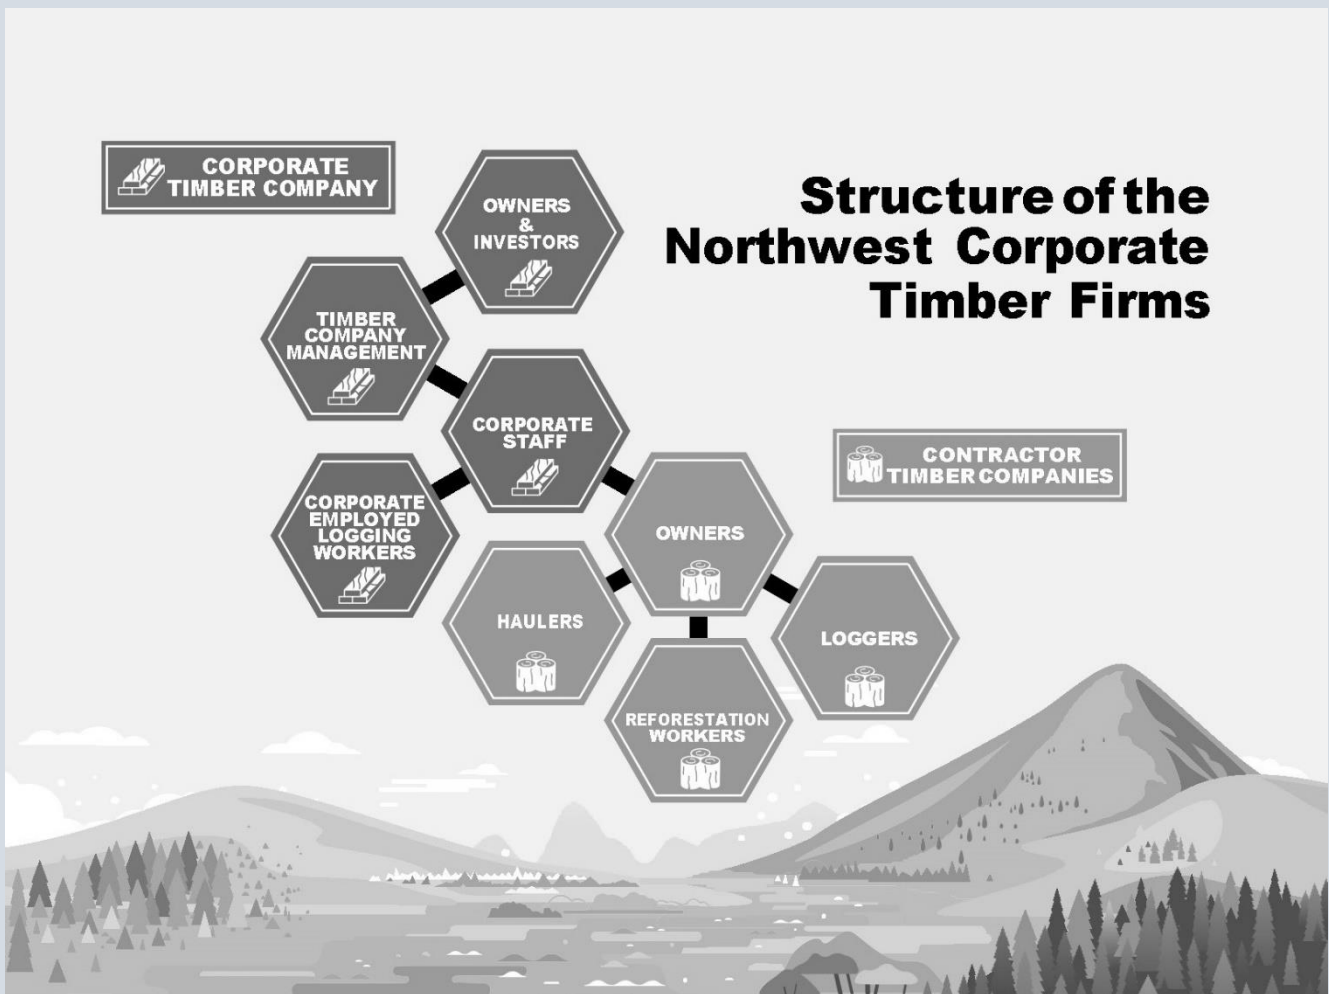 CORPORATE
TIMBER COMPANY
OWNERS
&
INVESTORS
Structure of the
Northwest Corporate
Timber Firms
TIMBER
COMPANY
MANAGEMENT
CORPORATE
STAFF
CONTRACTOR
TIMBER COMPANIES
CORPORATE
EMPLOYED
LOGGING
WORKERS
OWNERS
HAULERS
LOGGERS
REFORESTATION
WORKERS